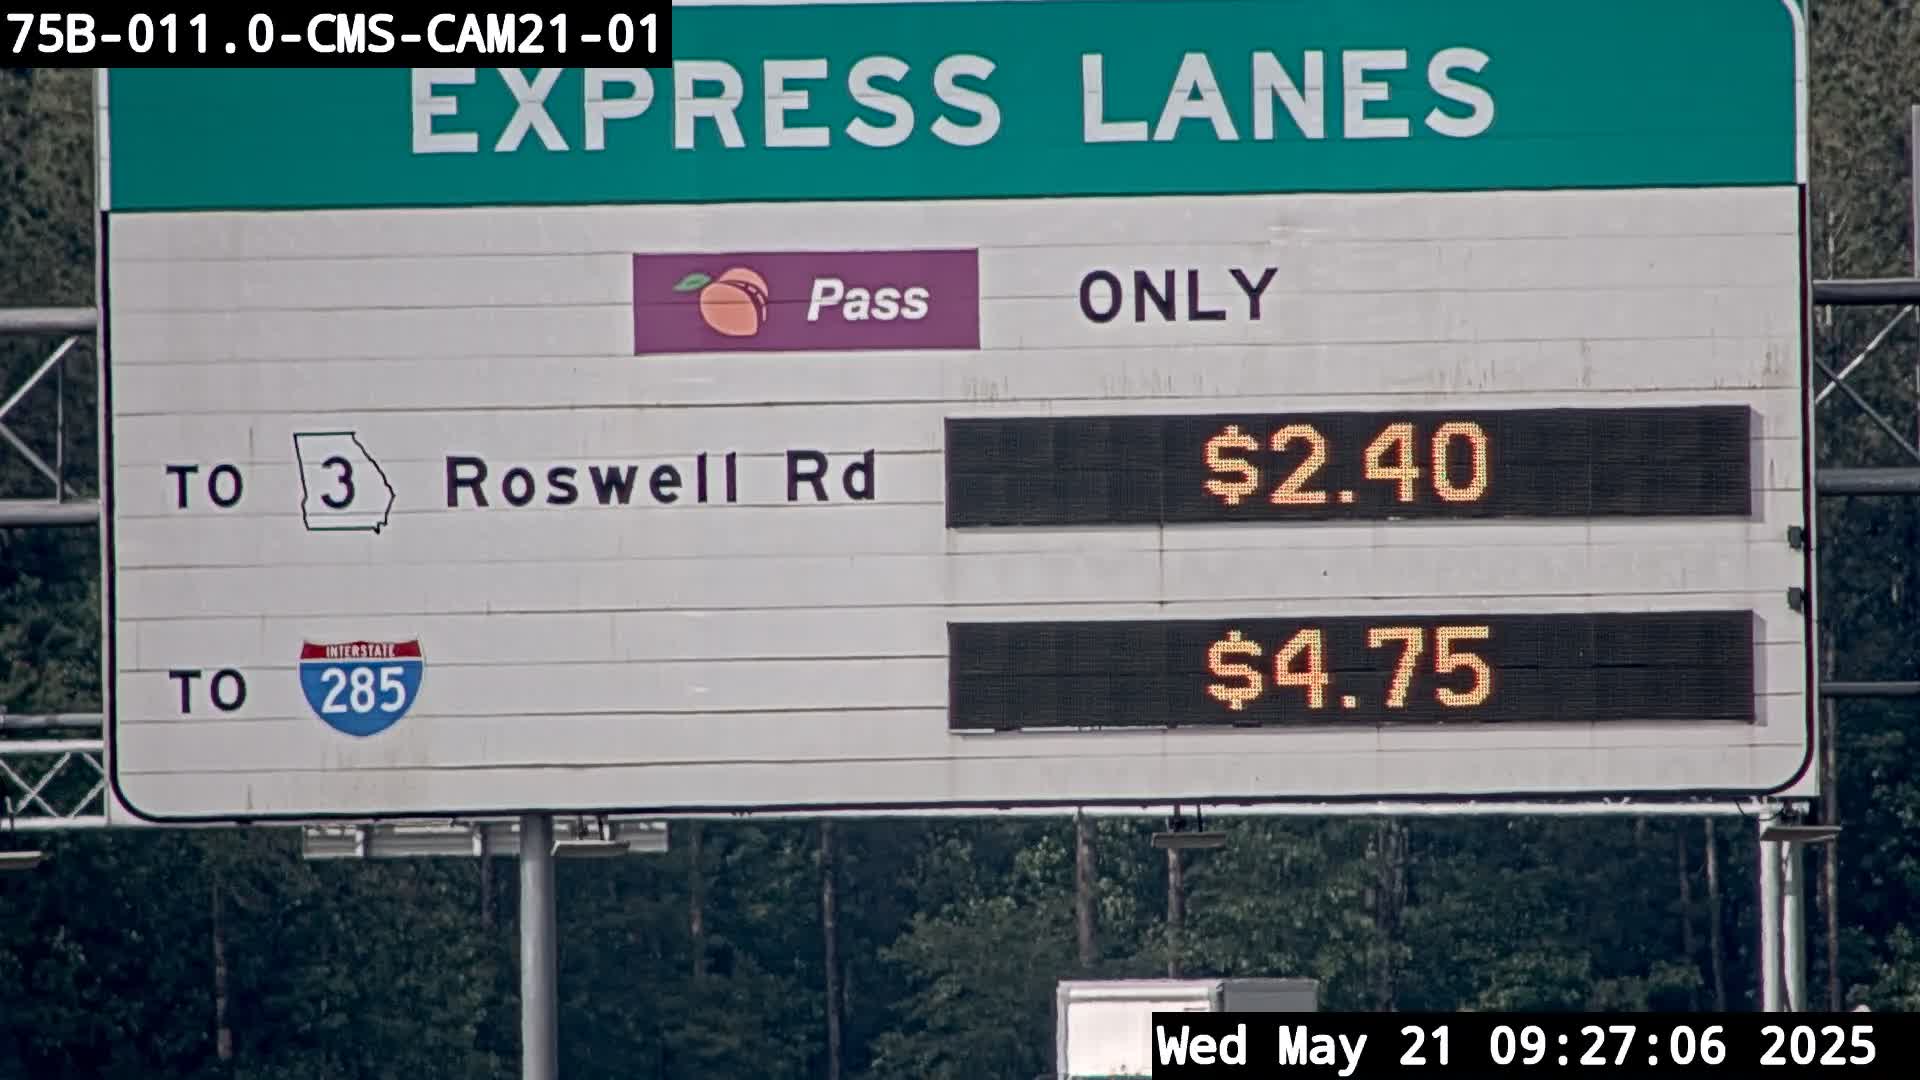 75B-011.0-CMS-CAM21-01
EXPRESS LANES
Pass ONLY
TO 3 Roswell Rd $2.40
INTERSTATE
TO 285 $4.75
Wed May 21 09:27:06 2025